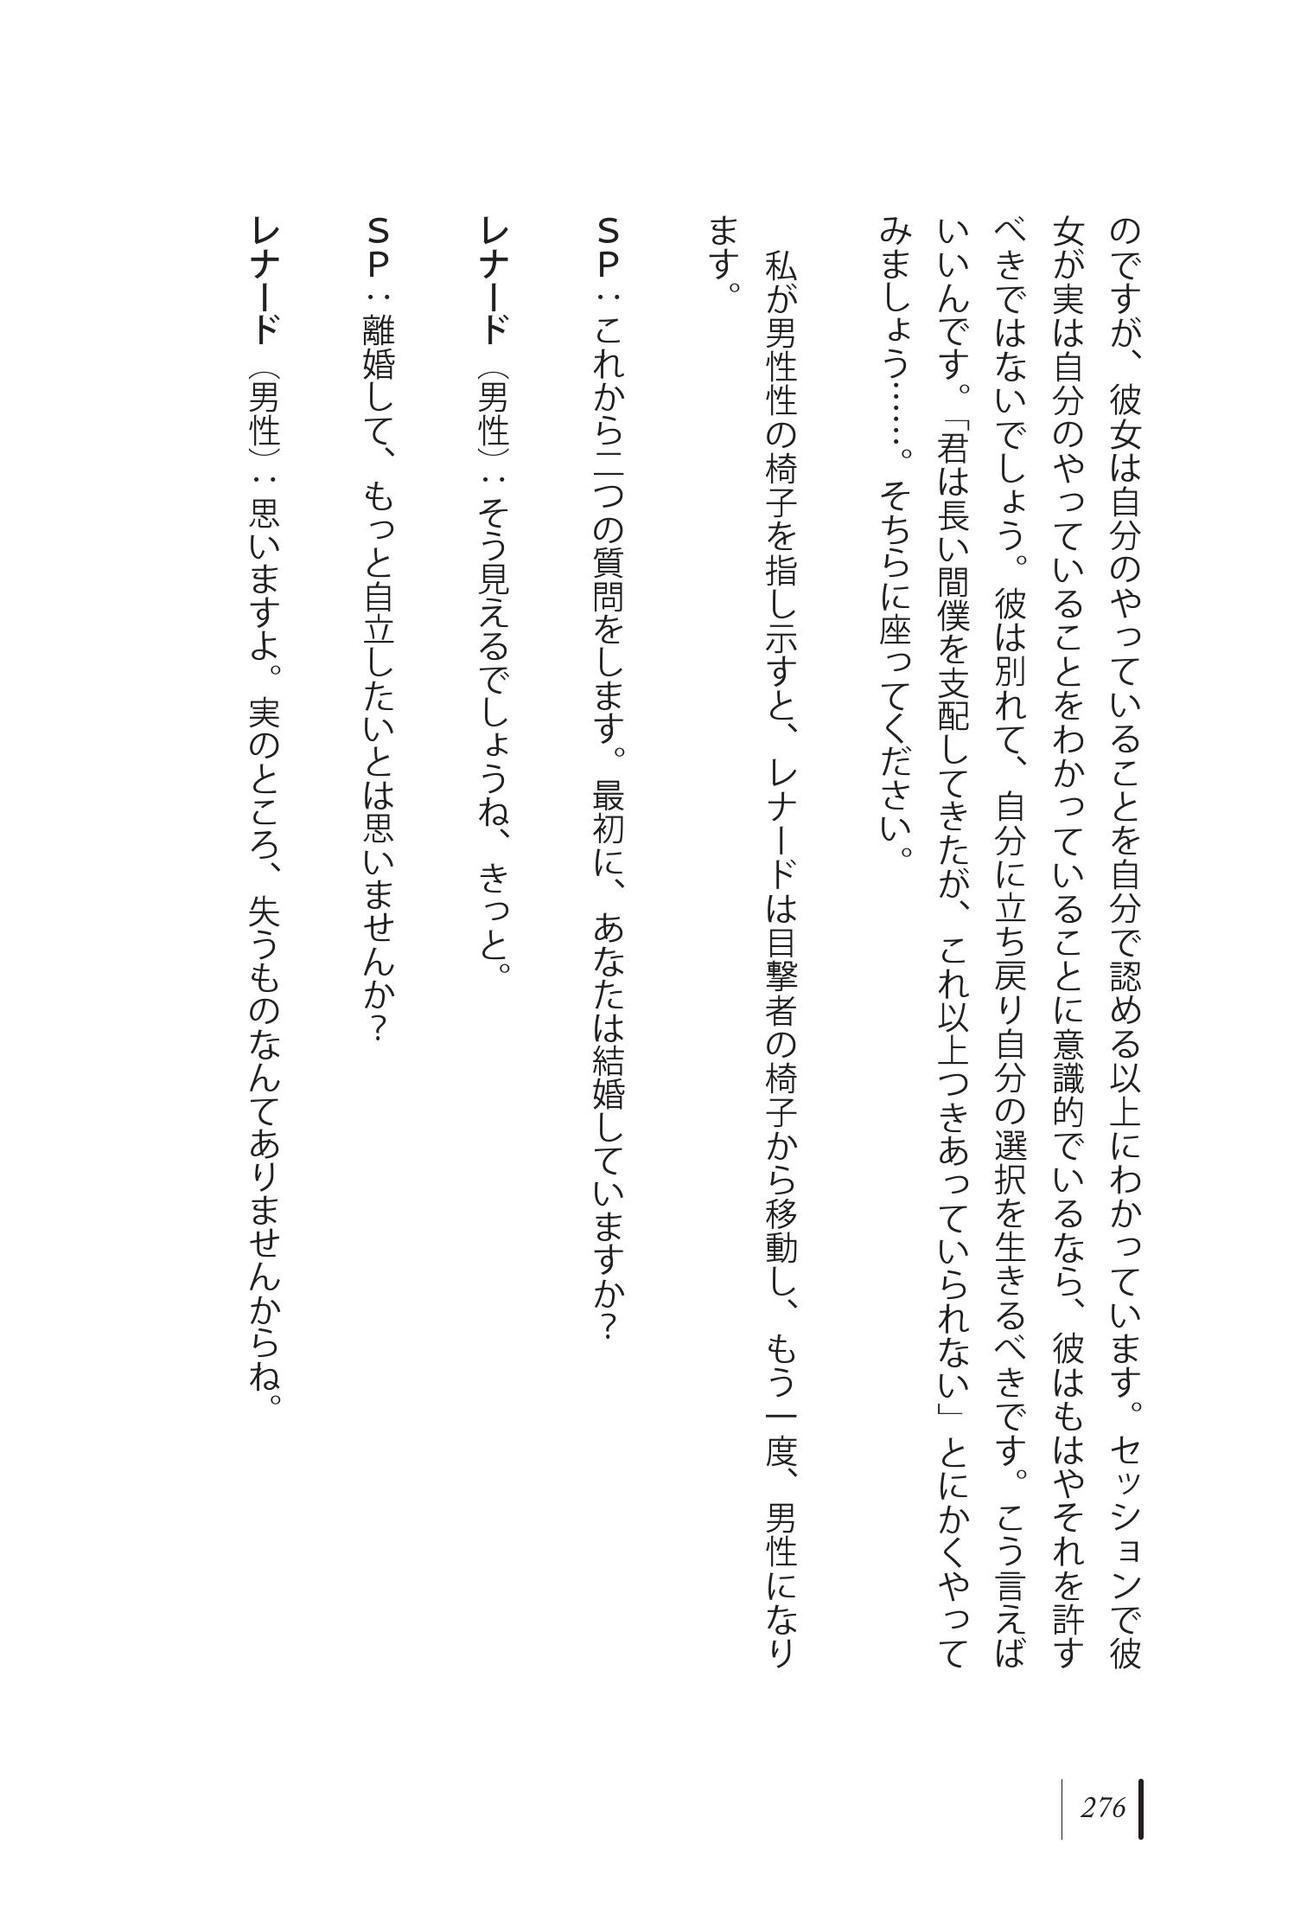 のですが、彼女は自分のやっていることを自分で認める以上にわかっています。セッションで彼
女が実は自分のやっていることをわかっていることに意識的でいるなら、彼はもはやそれを許す
べきではないでしょう。彼は別れて、自分に立ち戻り自分の選択を生きるべきです。こう言えば
いいんです。「君は長い間僕を支配してきたが、これ以上つきあっていられない」とにかくやって
みましょう……。そちらに座ってください。
私が男性性の椅子を指し示すと、レナードは目撃者の椅子から移動し、もう一度、男性になり
ます。
ＳＰ：これから二つの質問をします。最初に、あなたは結婚していますか？
レナード（男性）：そう見えるでしょうね、きっと。
ＳＰ：離婚して、もっと自立したいとは思いませんか？
レナード（男性）：思いますよ。実のところ、失うものなんてありませんからね。
276